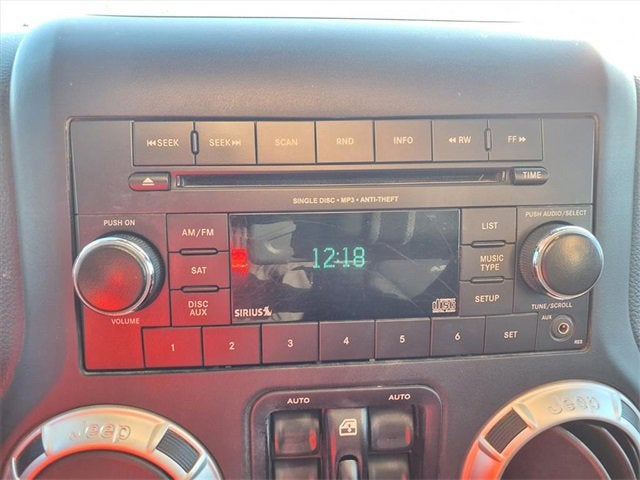 SEEK SEEK SCAN RND INFO RW FF
TIME
SINGLE DISC • MP3 • ANTI-THEFT
PUSH ON
PUSH AUDIO/SELECT
AM/FM
LIST
SAT
12:18
MUSIC
TYPE
DISC
AUX
SETUP
SIRIUS
disc
VOLUME
TUNE/SCROLL
1 2 3 4 5 6 SET
AUX
AUTO AUTO
Jeep Jeep